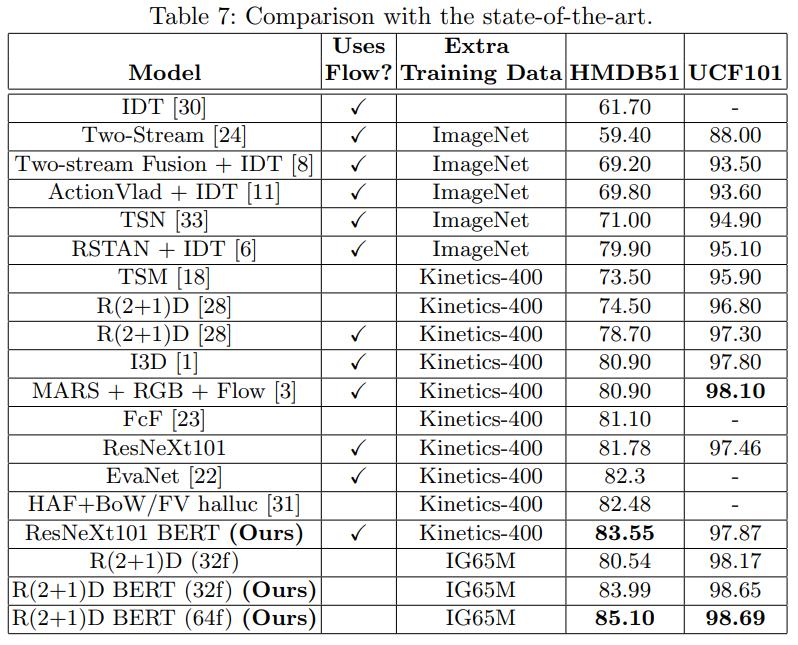 Table 7: Comparison with the state-of-the-art.
Model Uses Flow? Extra Training Data HMDB51 UCF101
IDT [30] ✓ 61.70 -
Two-Stream [24] ✓ ImageNet 59.40 88.00
Two-stream Fusion + IDT [8] ✓ ImageNet 69.20 93.50
ActionVlad + IDT [11] ✓ ImageNet 69.80 93.60
TSN [33] ✓ ImageNet 71.00 94.90
RSTAN + IDT [6] ✓ ImageNet 79.90 95.10
TSM [18] Kinetics-400 73.50 95.90
R(2+1)D [28] Kinetics-400 74.50 96.80
R(2+1)D [28] ✓ Kinetics-400 78.70 97.30
I3D [1] ✓ Kinetics-400 80.90 97.80
MARS + RGB + Flow [3] ✓ Kinetics-400 80.90 98.10
FcF [23] Kinetics-400 81.10 -
ResNeXt101 ✓ Kinetics-400 81.78 97.46
EvaNet [22] ✓ Kinetics-400 82.3 -
HAF+BoW/FV halluc [31] Kinetics-400 82.48 -
ResNeXt101 BERT (Ours) ✓ Kinetics-400 83.55 97.87
R(2+1)D (32f) IG65M 80.54 98.17
R(2+1)D BERT (32f) (Ours) IG65M 83.99 98.65
R(2+1)D BERT (64f) (Ours) IG65M 85.10 98.69